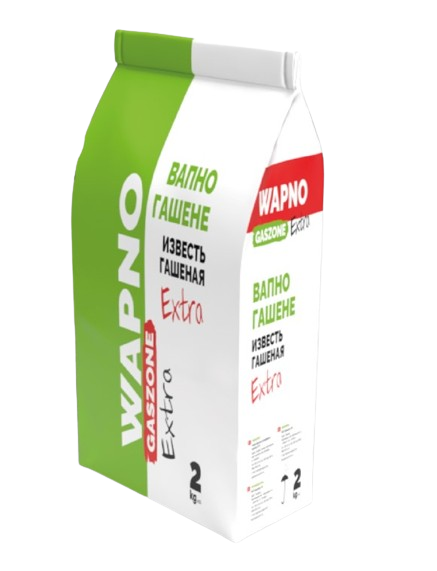 WAPNO
GASZONE
Extra
ВАПНО
ГАШЕНЕ
ИЗВЕСТЬ
ГАШЕНАЯ
Extra
2
kg
WAPNO
GASZONE Extra
ВАПНО
ГАШЕНЕ
ИЗВЕСТЬ
ГАШЕНАЯ
Extra
2
kg